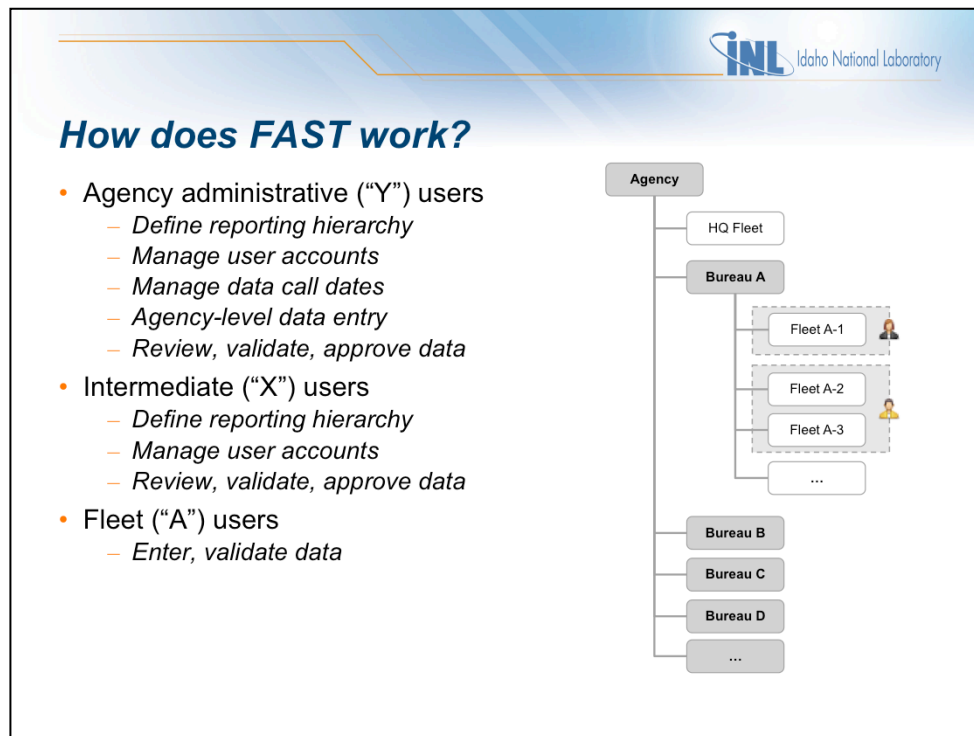 INL Idaho National Laboratory
How does FAST work?
• Agency administrative (“Y”) users
– Define reporting hierarchy
– Manage user accounts
– Manage data call dates
– Agency-level data entry
– Review, validate, approve data
• Intermediate (“X”) users
– Define reporting hierarchy
– Manage user accounts
– Review, validate, approve data
• Fleet (“A”) users
– Enter, validate data
Agency
HQ Fleet
Bureau A
Fleet A-1
Fleet A-2
Fleet A-3
...
Bureau B
Bureau C
Bureau D
...